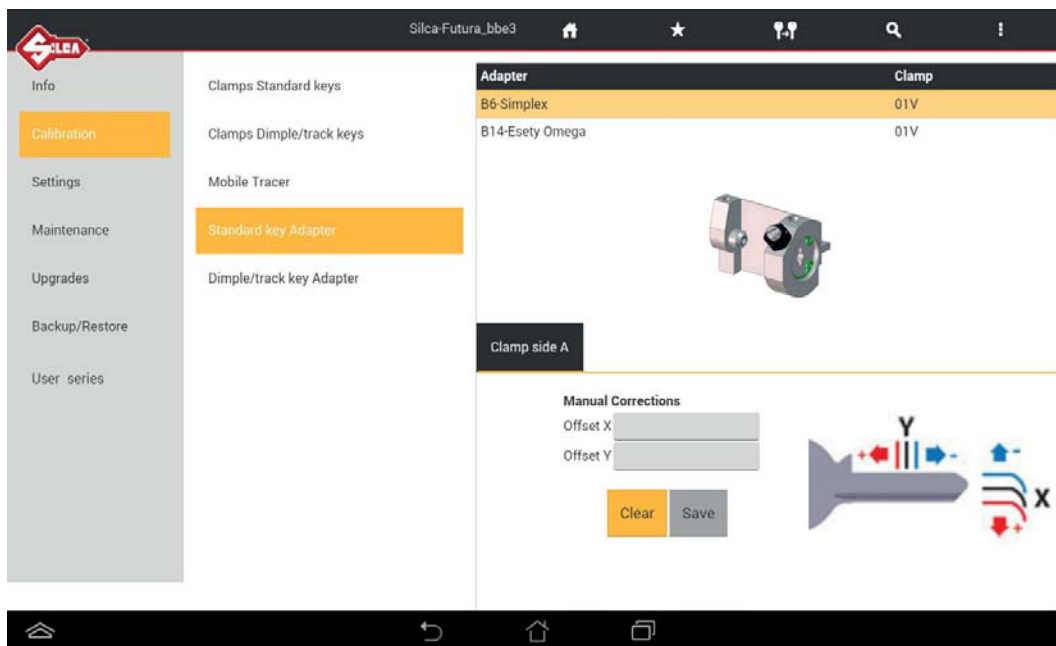 Silca-Futura_bbe3
SILCA
Info
Calibration
Settings
Maintenance
Upgrades
Backup/Restore
User series
Clamps Standard keys
Clamps Dimple/track keys
Mobile Tracer
Standard key Adapter
Dimple/track key Adapter
Adapter Clamp
B6-Simplex 01V
B14-Esety Omega 01V
Clamp side A
Manual Corrections
Offset X
Offset Y
Clear Save
Y
+ -
-
X
+